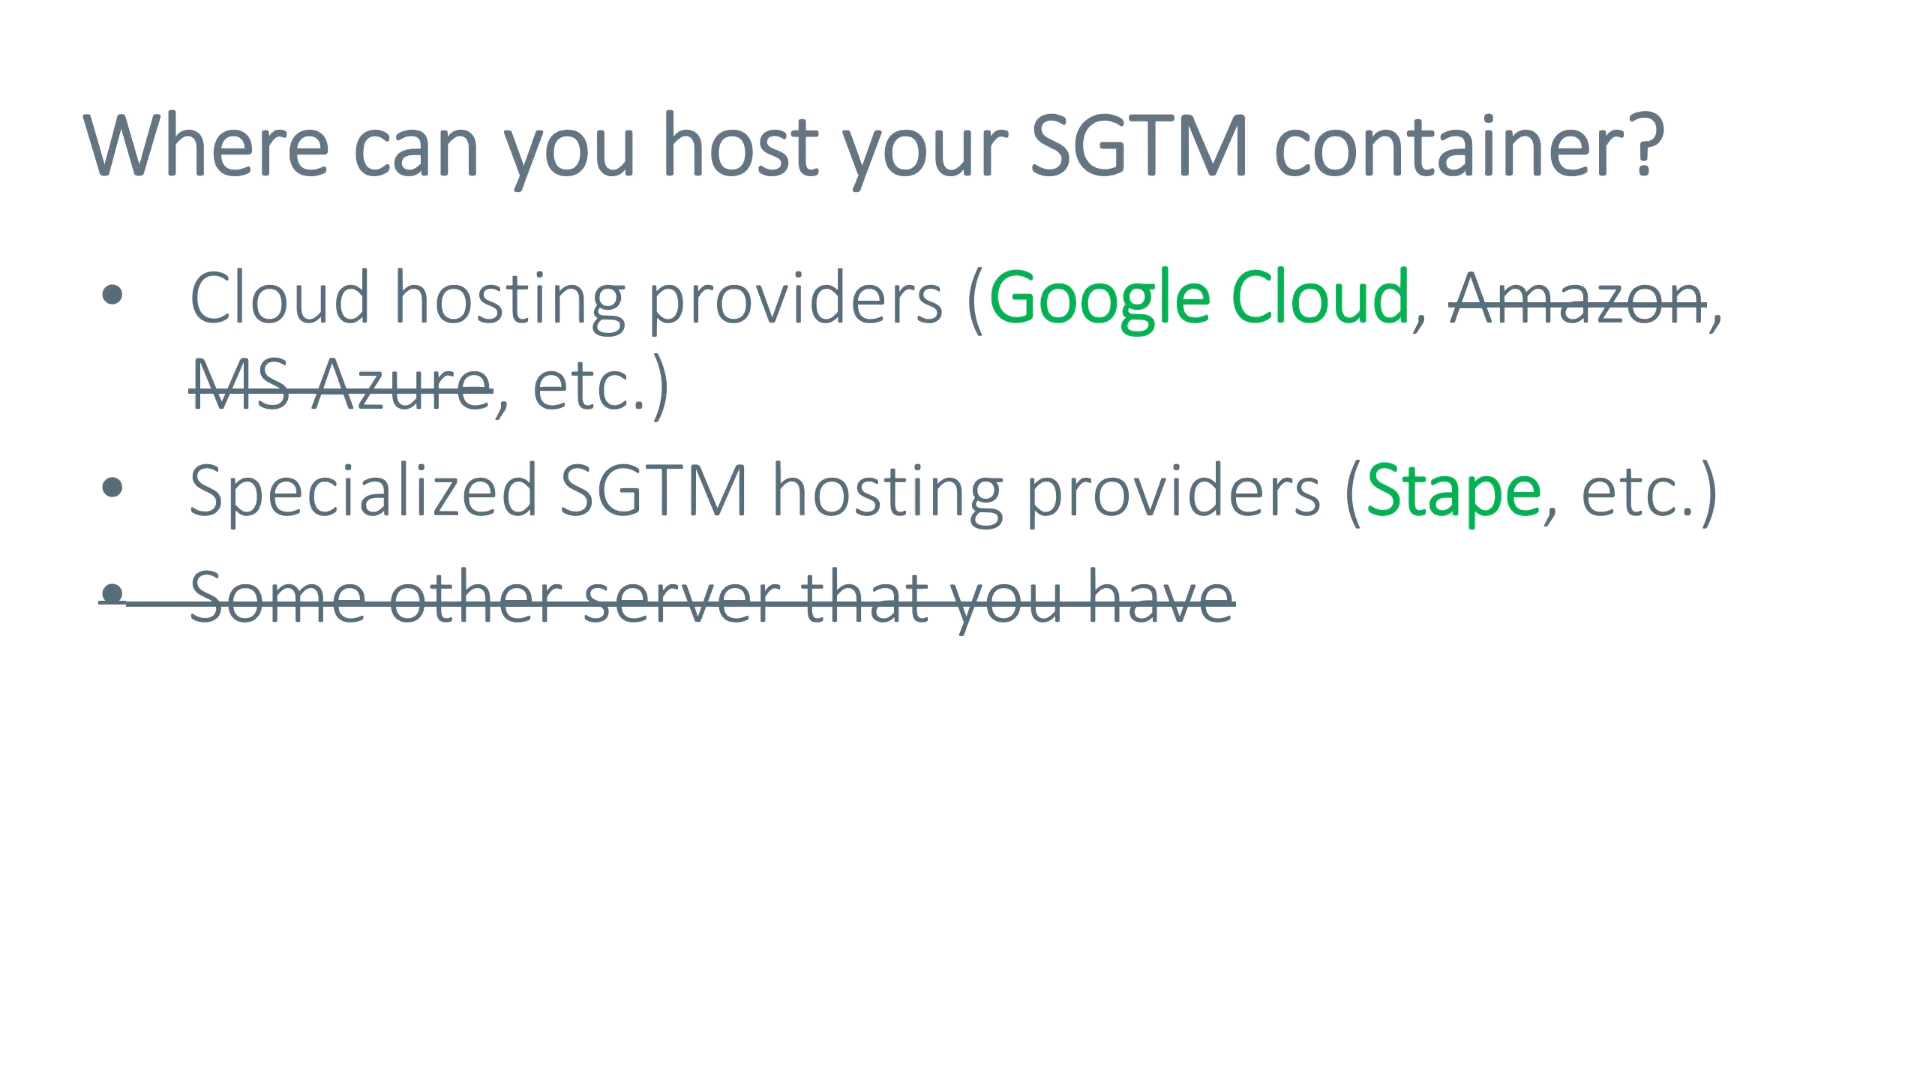 Where can you host your SGTM container?
• Cloud hosting providers (Google Cloud, Amazon,
MS Azure, etc.)
• Specialized SGTM hosting providers (Stape, etc.)
• Some other server that you have